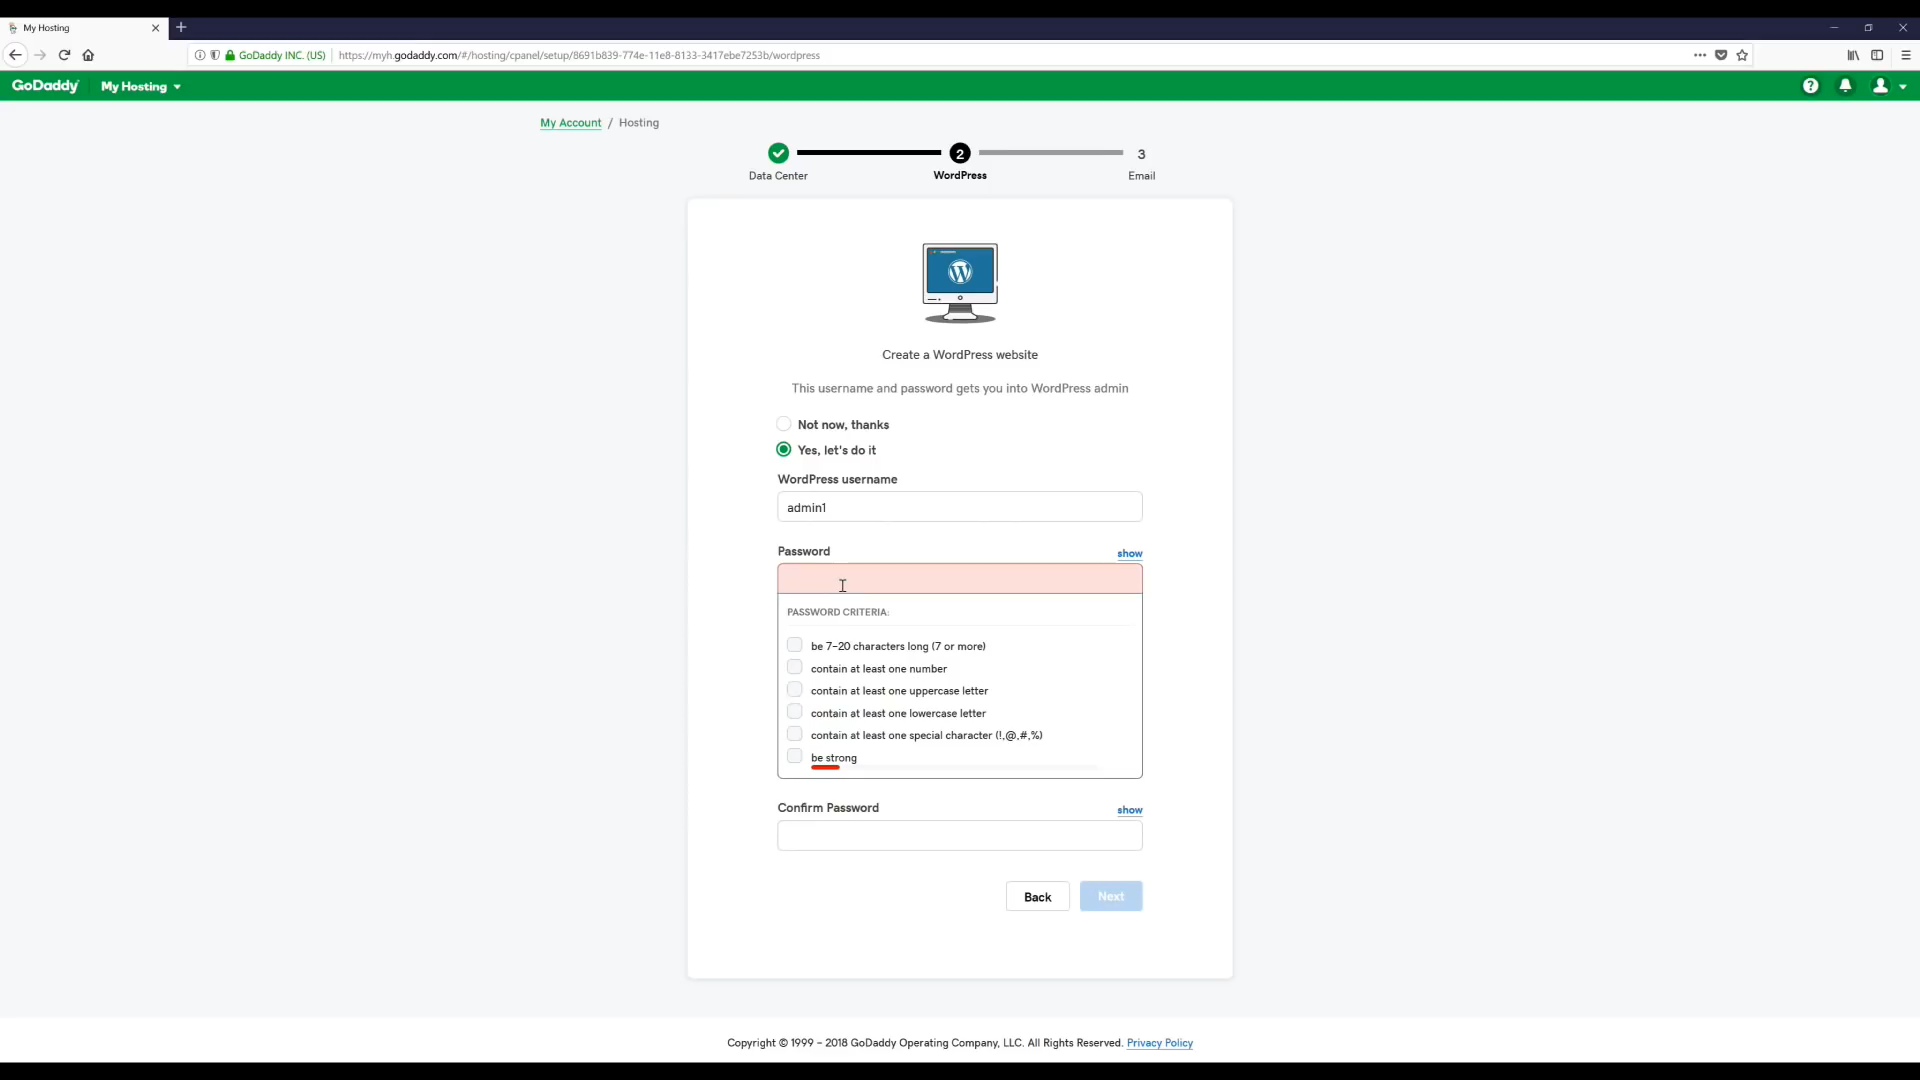 My Hosting
GoDaddy INC. (US)
https://myh.godaddy.com/#/hosting/cpanel/setup/8691b839-774e-11e8-8133-3417ebe7253b/wordpress
GoDaddy
My Hosting
My Account / Hosting
2
3
Data Center
WordPress
Email
Create a WordPress website
This username and password gets you into WordPress admin
Not now, thanks
Yes, let's do it
WordPress username
admin1
Password
show
PASSWORD CRITERIA:
be 7-20 characters long (7 or more)
contain at least one number
contain at least one uppercase letter
contain at least one lowercase letter
contain at least one special character (!,@,#,%)
be strong
Confirm Password
show
Back
Next
Copyright © 1999 – 2018 GoDaddy Operating Company, LLC. All Rights Reserved. Privacy Policy